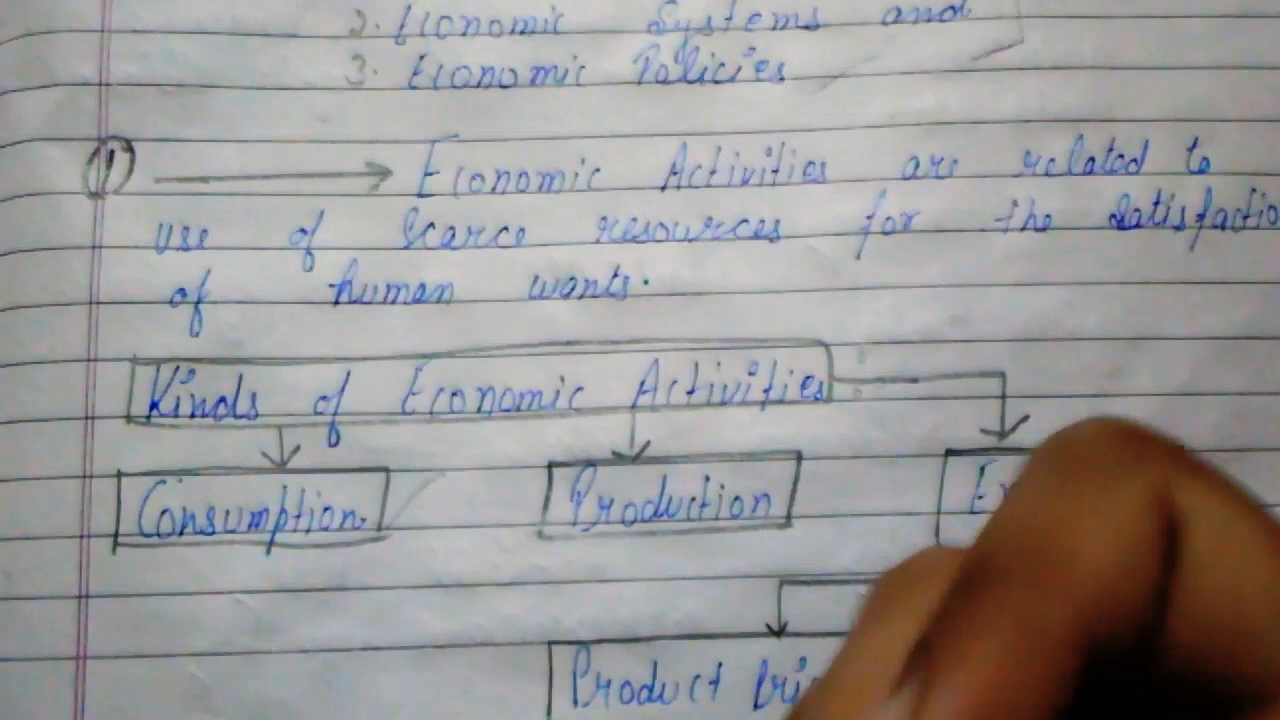 2. Economic Systems and
3. Economic Policies
(1) → Economic Activities are related to
use of Scarce resources for the Satisfactio
of human wants.
Kinds of Economic Activities
Consumption Production
Product